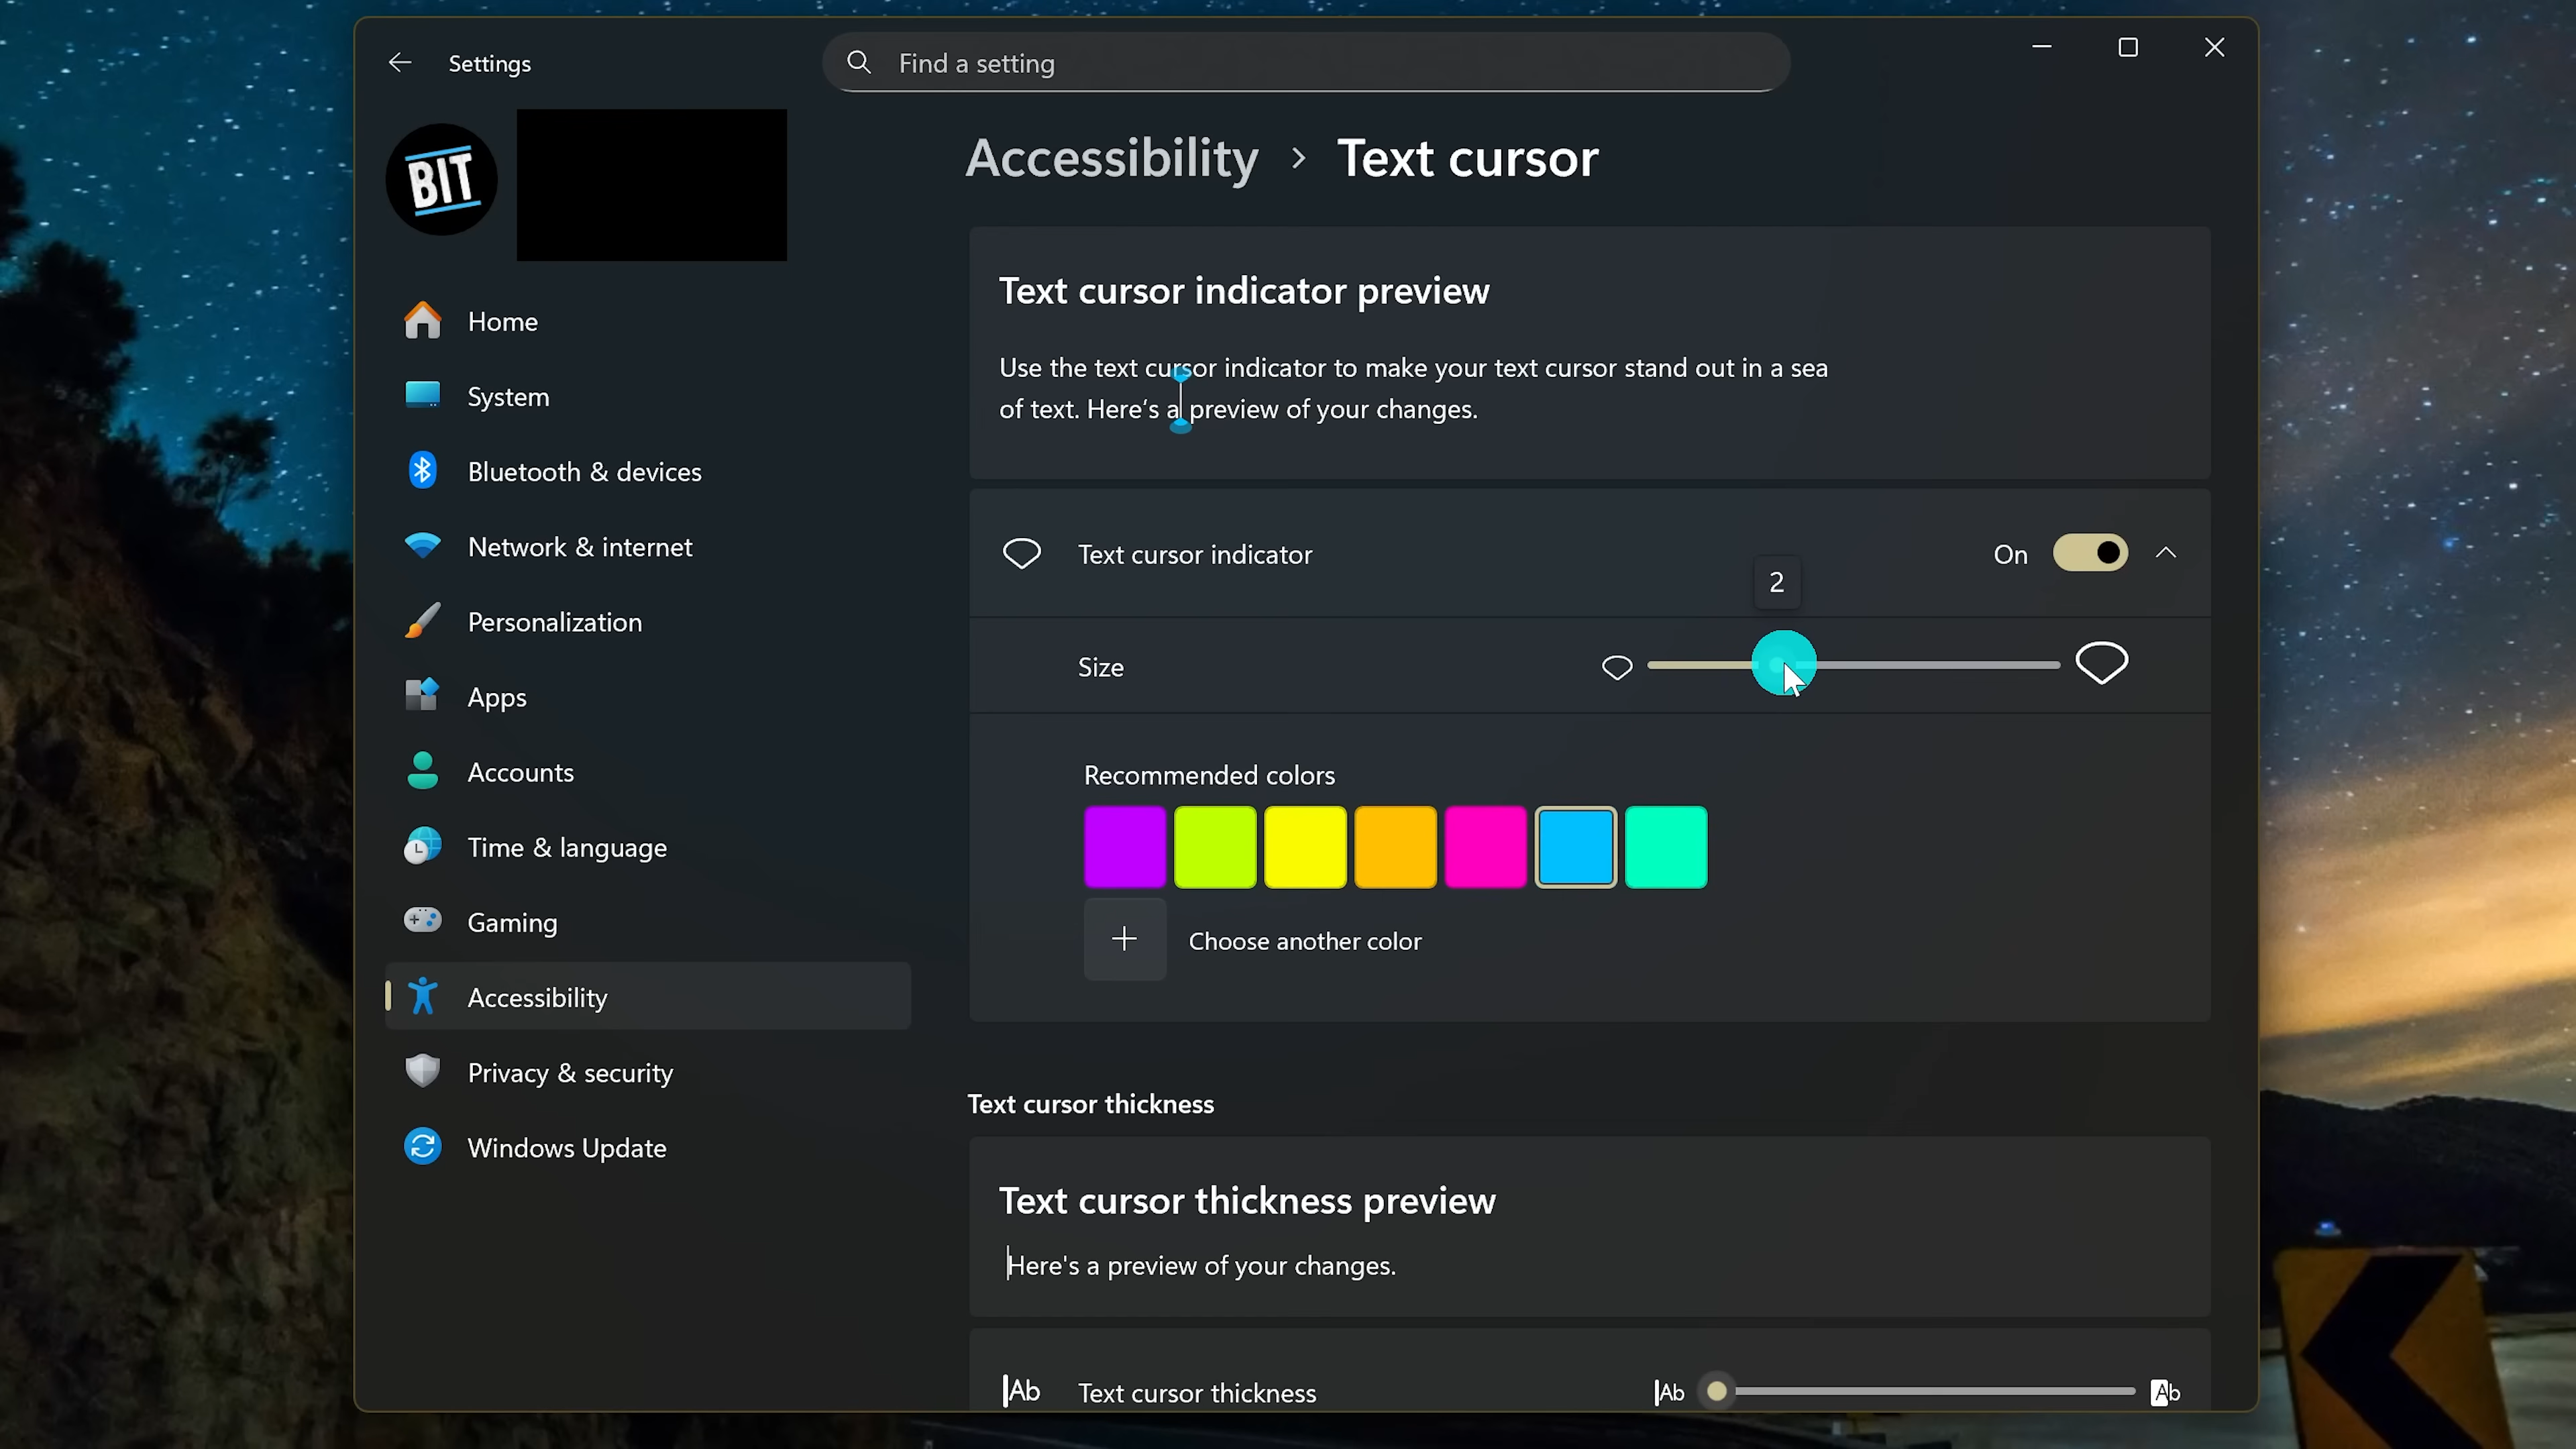 Settings
Find a setting
BIT
Home
System
Bluetooth & devices
Network & internet
Personalization
Apps
Accounts
Time & language
Gaming
Accessibility
Privacy & security
Windows Update
Accessibility > Text cursor
Text cursor indicator preview
Use the text cursor indicator to make your text cursor stand out in a sea
of text. Here's a preview of your changes.
Text cursor indicator
On
2
Size
Recommended colors
Choose another color
Text cursor thickness
Text cursor thickness preview
Here's a preview of your changes.
Ab Text cursor thickness Ab Ab